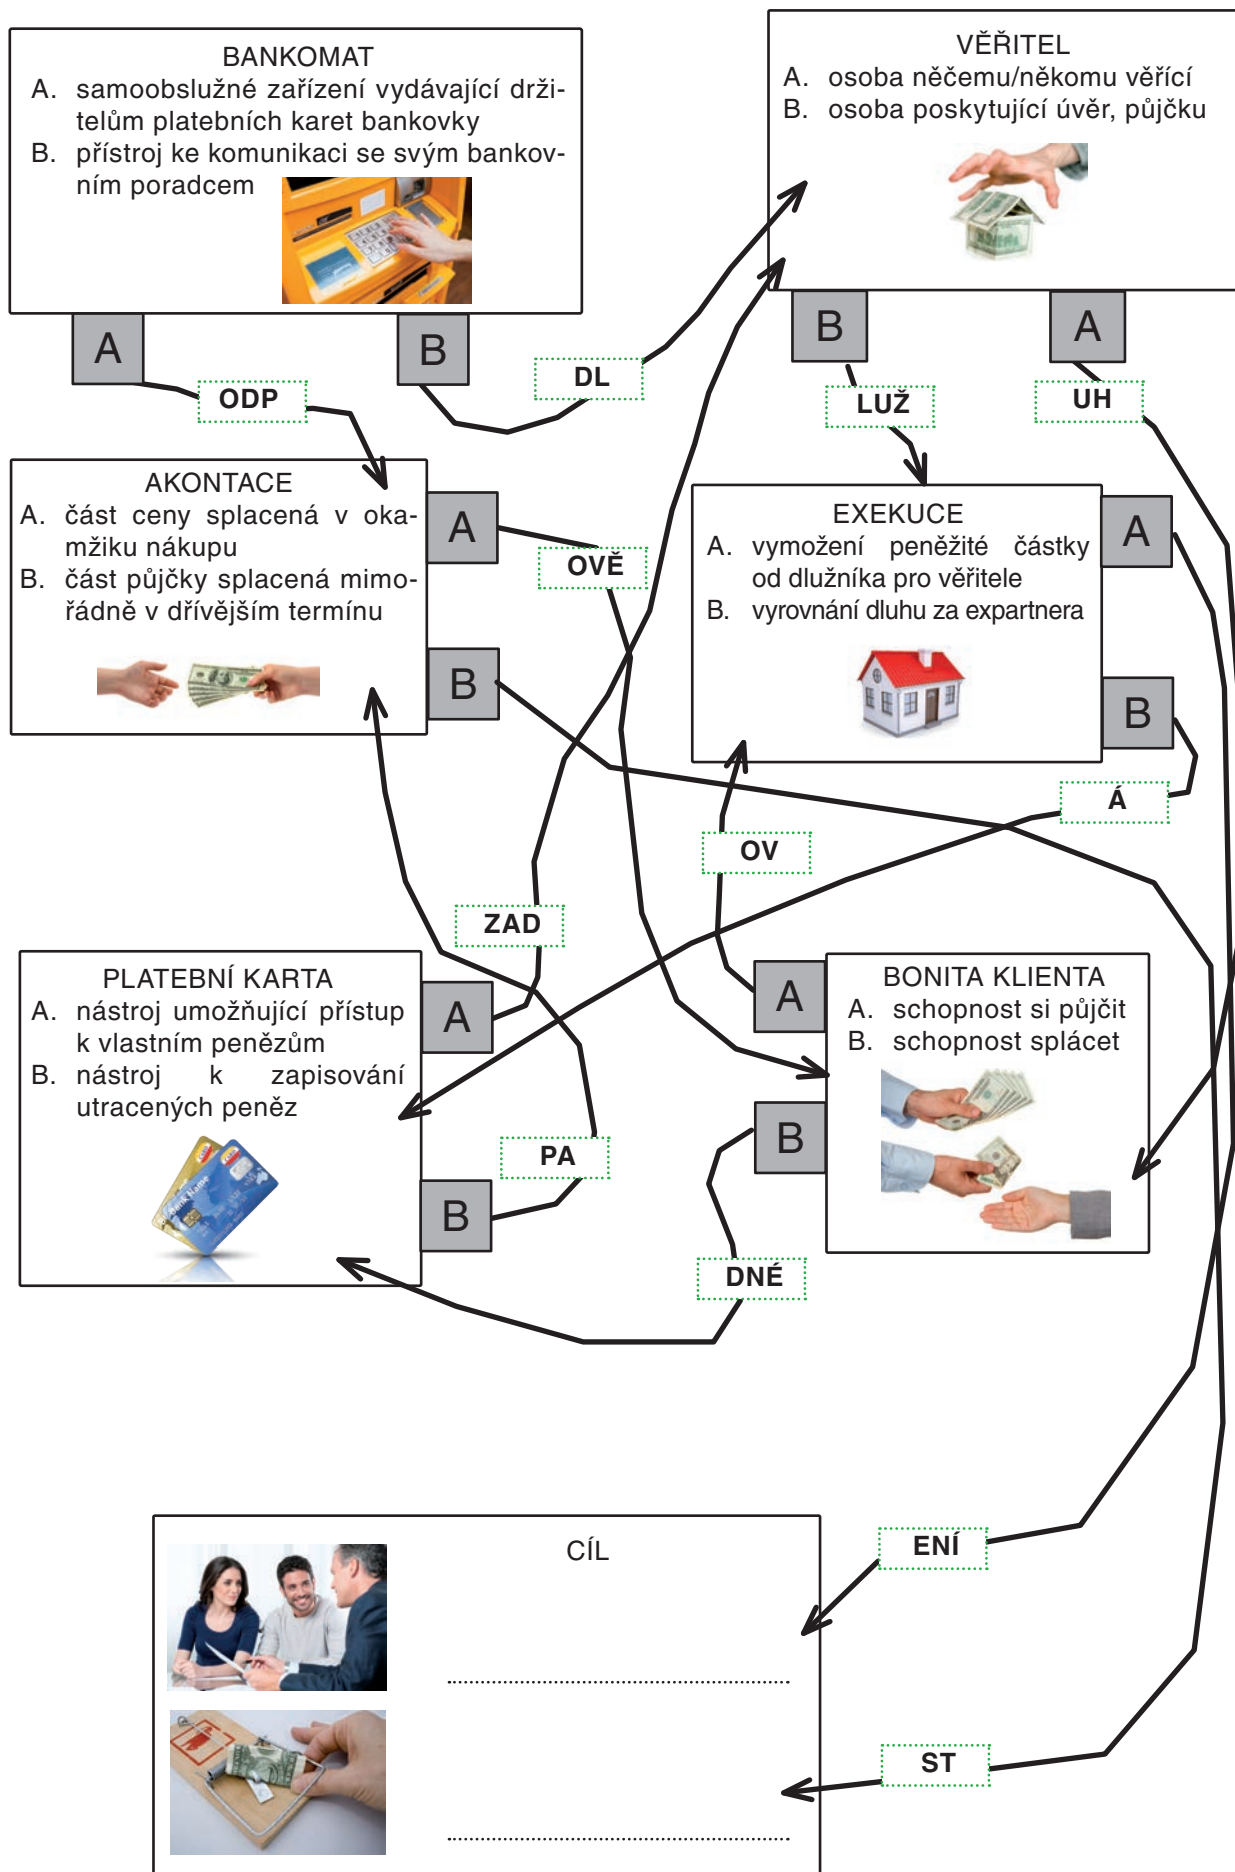 BANKOMAT
A. samoobslužné zařízení vydávající drži-
telům platebních karet bankovky
B. přístroj ke komunikaci se svým bankov-
ním poradcem
A
B
VĚŘITEL
A. osoba něčemu/někomu věřící
B. osoba poskytující úvěr, půjčku
B
A
ODP
DL
LUŽ
UH
AKONTACE
A. část ceny splacená v oka-
mžiku nákupu
B. část půjčky splacená mimo-
řádně v dřívějším termínu
A
B
OVĚ
EXEKUCE
A. vymožení peněžité částky
od dlužníka pro věřitele
B. vyrovnání dluhu za expartnera
A
B
Á
OV
ZAD
PLATEBNÍ KARTA
A. nástroj umožňující přístup
k vlastním penězům
B. nástroj k zapisování
utracených peněz
Bank Name
A
B
PA
BONITA KLIENTA
A. schopnost si půjčit
B. schopnost splácet
A
B
DNÉ
CÍL
ENÍ
ST